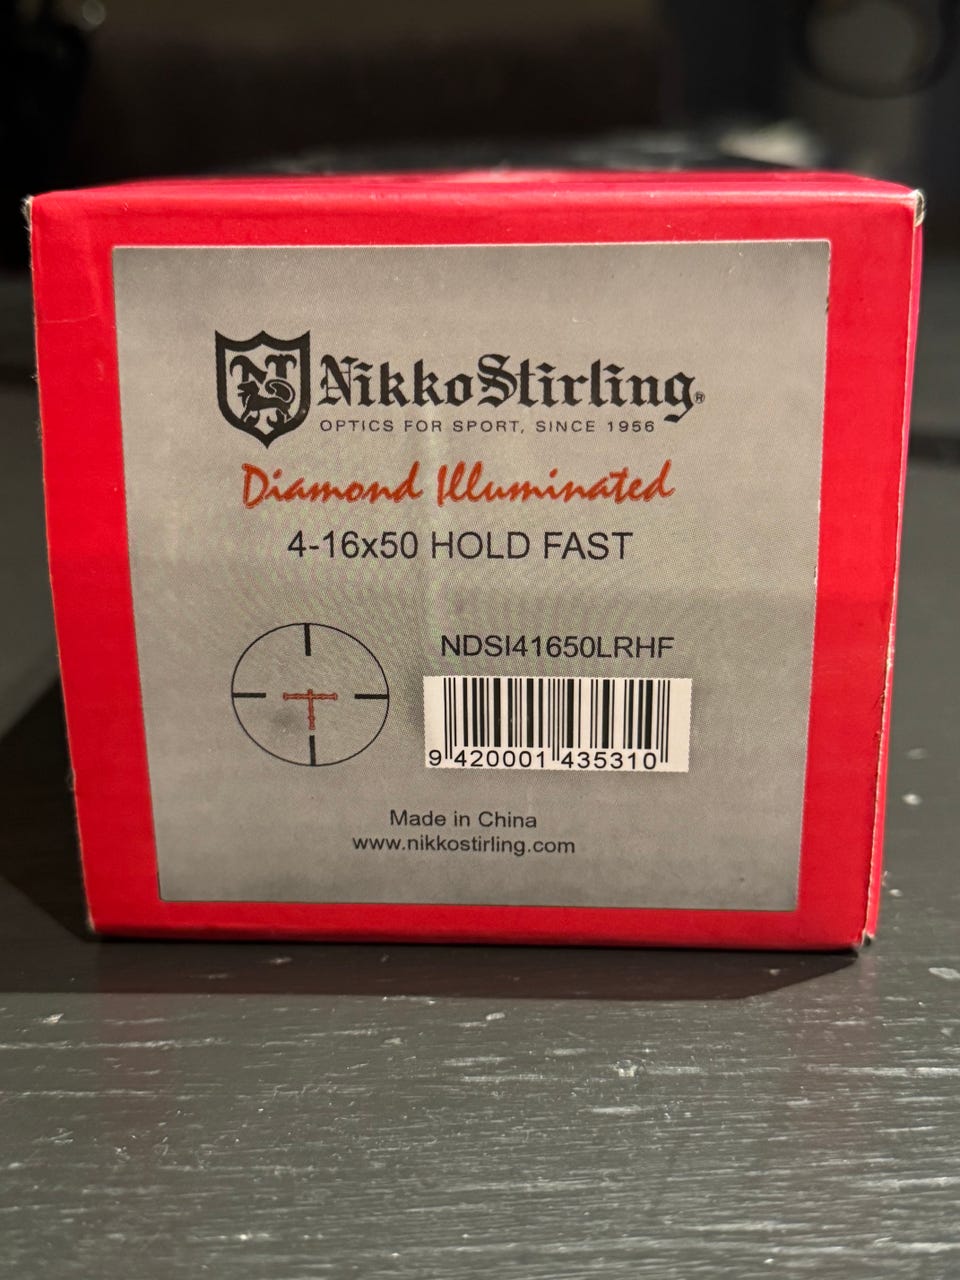 NikkoStirling®
OPTICS FOR SPORT, SINCE 1956
Diamond Illuminated
4-16x50 HOLD FAST
NDSI41650LRHF
9 420001 435310
Made in China
www.nikkostirling.com